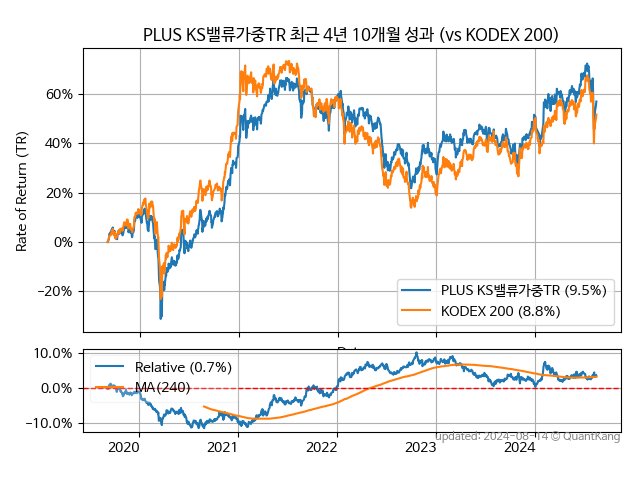 PLUS KS밸류가중TR 최근 4년 10개월 성과 (vs KODEX 200)
Rate of Return (TR)
60%
40%
20%
0%
−20%
PLUS KS밸류가중TR (9.5%)
KODEX 200 (8.8%)
10.0%
0.0%
−10.0%
Relative (0.7%)
MA(240)
2020
2021
2022
2023
2024
updated: 2024-08-14 © QuantKang